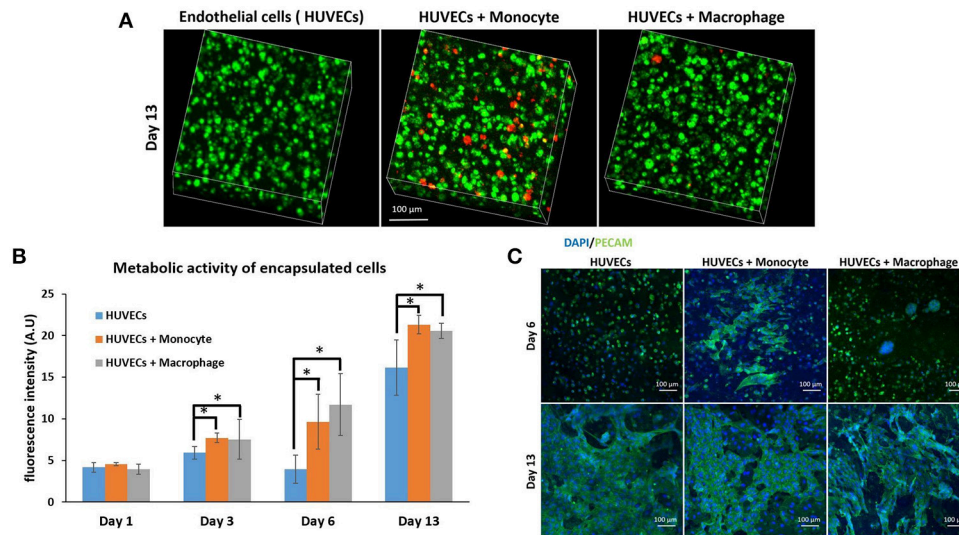 A
Endothelial cells ( HUVECs)
HUVECs + Monocyte
HUVECs + Macrophage
Day 13
100 µm
B
Metabolic activity of encapsulated cells
fluorescence intensity (A.U)
25
20
15
10
5
0
HUVECs
HUVECs + Monocyte
HUVECs + Macrophage
* *
* *
* *
Day 1 Day 3 Day 6 Day 13
C
DAPI/PECAM
HUVECs HUVECs + Monocyte HUVECs + Macrophage
Day 6
100 µm 100 µm 100 µm
Day 13
100 µm 100 µm 100 µm